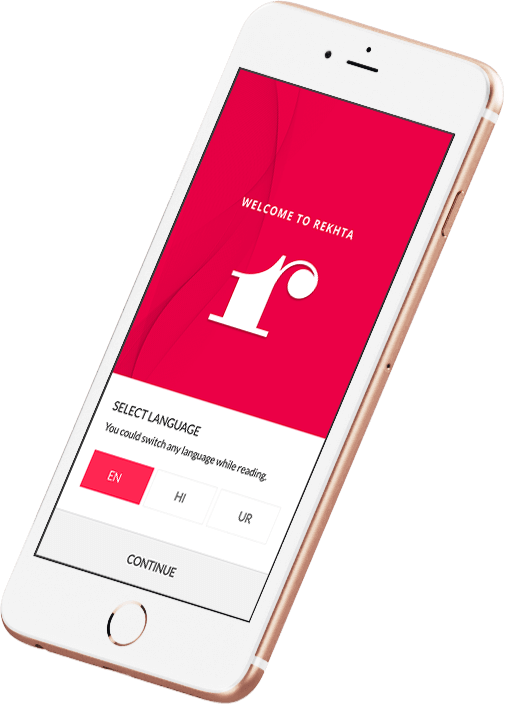 WELCOME TO REKHTA
r
SELECT LANGUAGE
You could switch any language while reading.
EN HI UR
CONTINUE